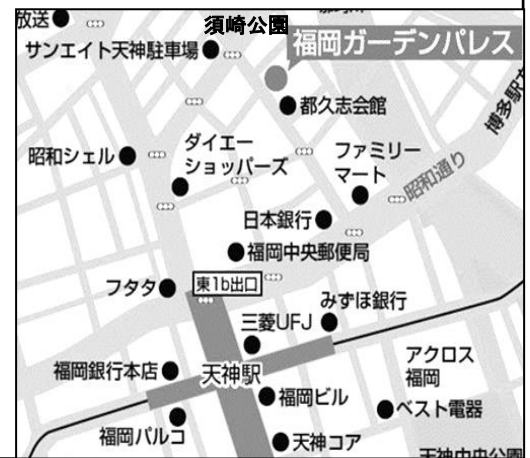 放送
須崎公園
サンエイト天神駐車場
福岡ガーデンパレス
都久志会館
博多駅
昭和シェル
ダイエー
ショッパーズ
ファミリー
マート
昭和通り
日本銀行
福岡中央郵便局
フタタ
東1b出口
みずほ銀行
三菱UFJ
福岡銀行本店
天神駅
アクロス
福岡
福岡ビル
ベスト電器
福岡パルコ
天神コア
天神中央公園